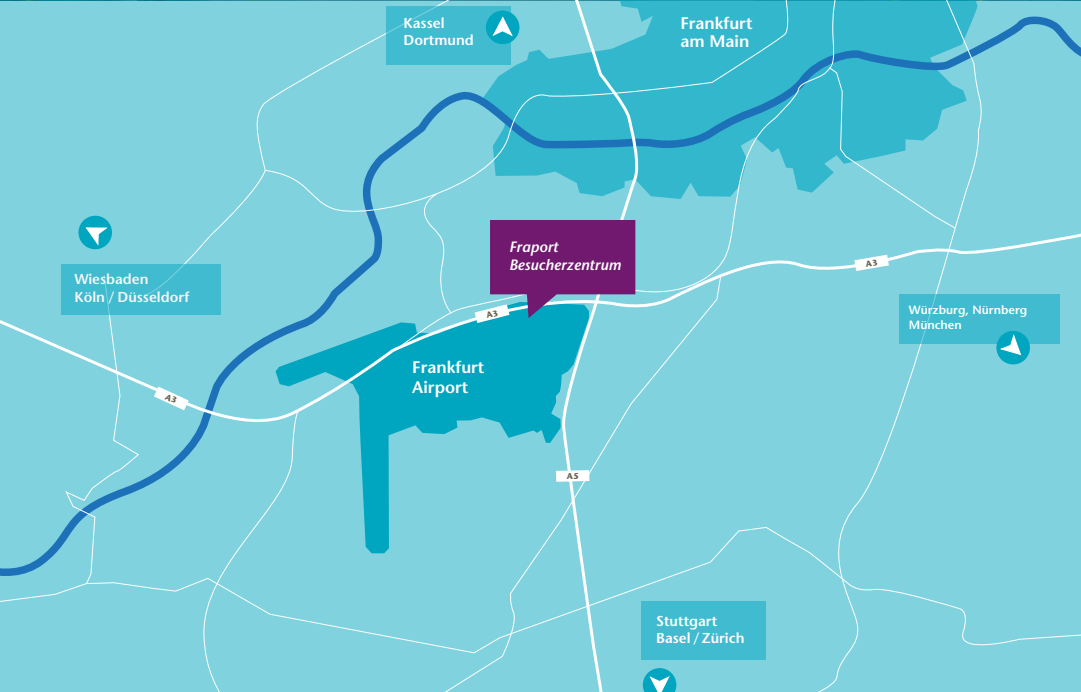 Kassel
Dortmund
Frankfurt
am Main
Fraport
Besucherzentrum
Wiesbaden
Köln / Düsseldorf
A3
Würzburg, Nürnberg
München
A3
Frankfurt
Airport
A3
A5
Stuttgart
Basel / Zürich